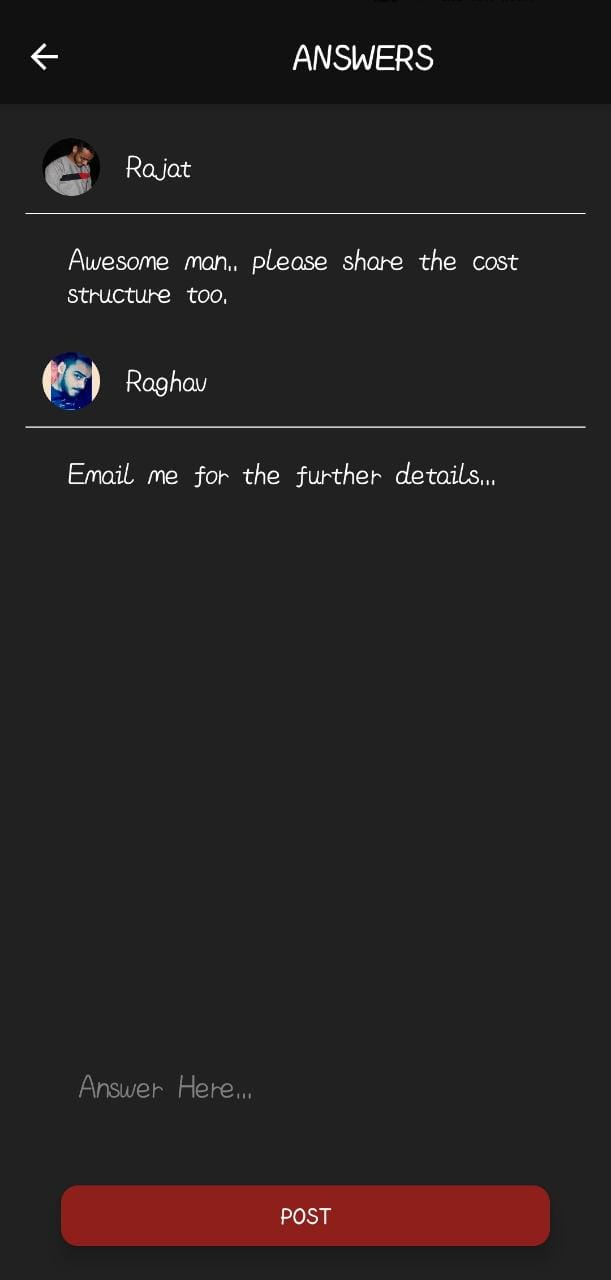 ANSWERS
Rajat
Awesome man.. please share the cost
structure too.
Raghav
Email me for the further details...
Answer Here...
POST